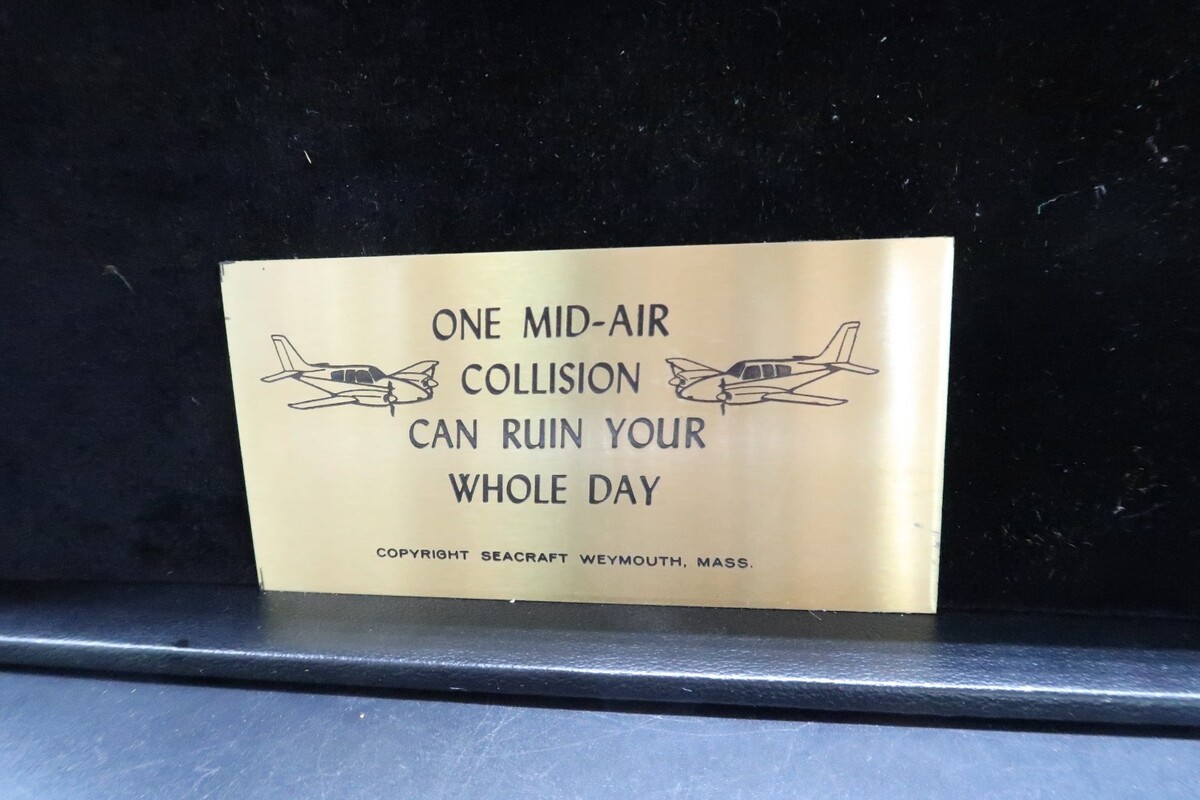 ONE MID-AIR
COLLISION
CAN RUIN YOUR
WHOLE DAY
COPYRIGHT SEACRAFT WEYMOUTH, MASS.